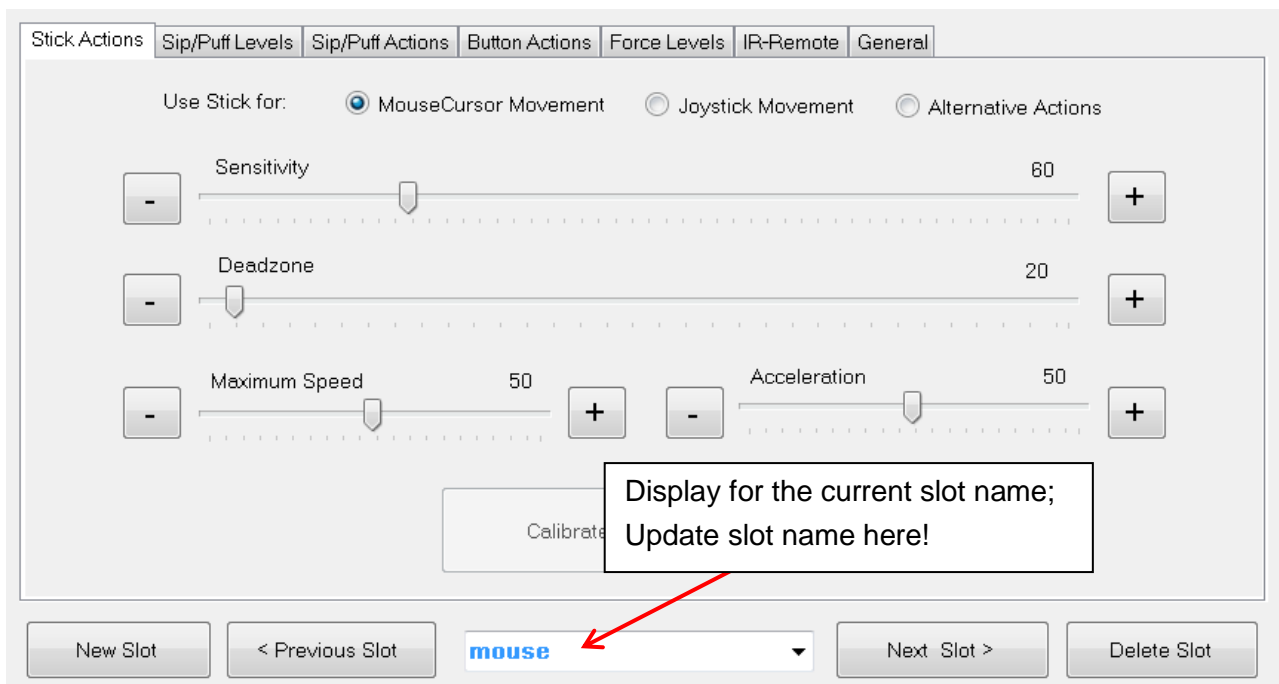 Stick Actions Sip/Puff Levels Sip/Puff Actions Button Actions Force Levels IR-Remote General
Use Stick for: MouseCursor Movement Joystick Movement Alternative Actions
Sensitivity 60
- +
Deadzone 20
- +
Maximum Speed 50 Acceleration 50
- + - +
Display for the current slot name;
Update slot name here!
Calibrate
New Slot < Previous Slot mouse Next Slot > Delete Slot